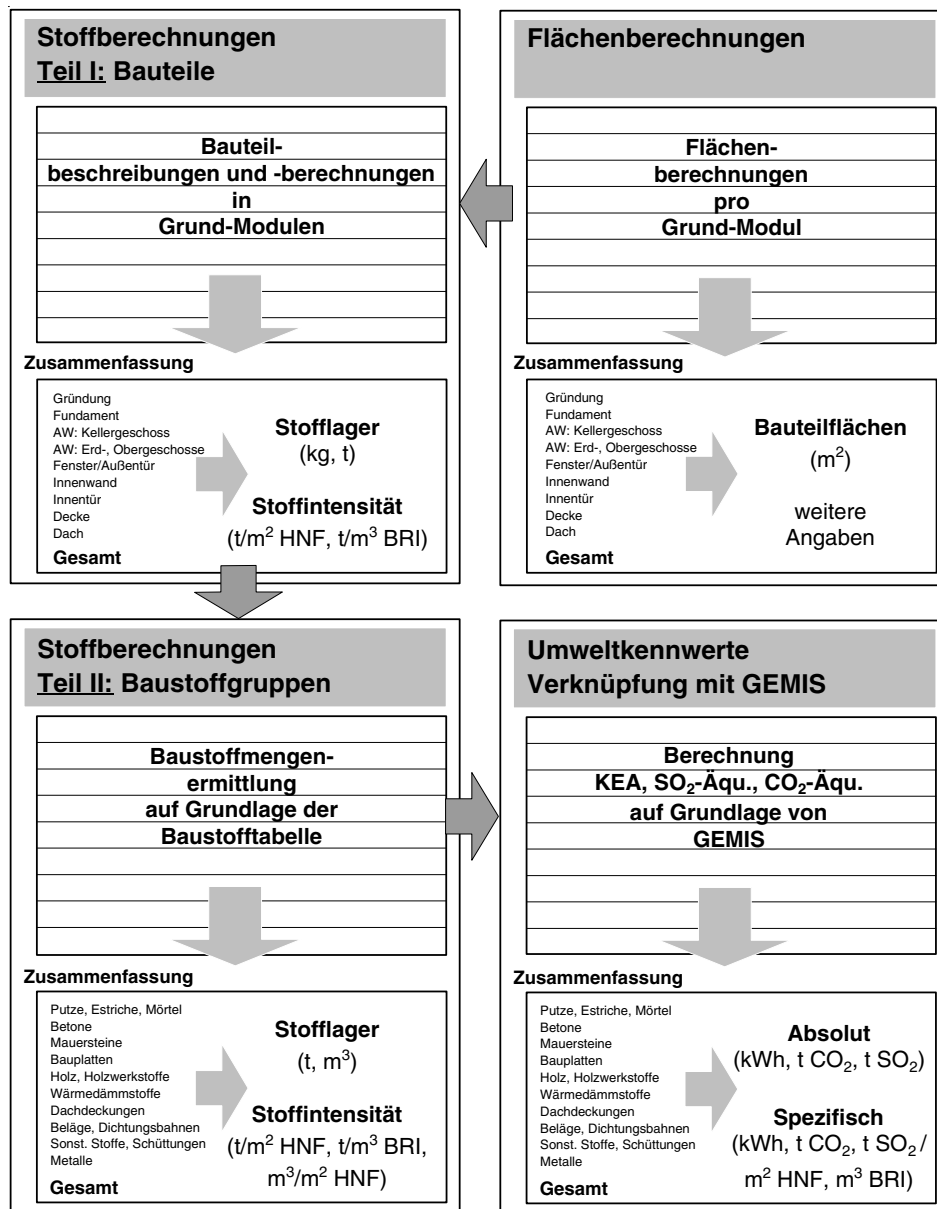 Stoffberechnungen
Teil I: Bauteile
Bauteil-
beschreibungen und -berechnungen
in
Grund-Modulen
Zusammenfassung
Gründung
Fundament
AW: Kellergeschoss
AW: Erd-, Obergeschosse
Fenster/Außentür
Innenwand
Innentür
Decke
Dach
Gesamt
Stofflager
(kg, t)
Stoffintensität
(t/m² HNF, t/m³ BRI)
Flächenberechnungen
Flächen-
berechnungen
pro
Grund-Modul
Zusammenfassung
Gründung
Fundament
AW: Kellergeschoss
AW: Erd-, Obergeschosse
Fenster/Außentür
Innenwand
Innentür
Decke
Dach
Gesamt
Bauteilflächen
(m²)
weitere
Angaben
Stoffberechnungen
Teil II: Baustoffgruppen
Baustoffmengen-
ermittlung
auf Grundlage der
Baustofftabelle
Zusammenfassung
Putze, Estriche, Mörtel
Betone
Mauersteine
Bauplatten
Holz, Holzwerkstoffe
Wärmedämmstoffe
Dachdeckungen
Beläge, Dichtungsbahnen
Sonst. Stoffe, Schüttungen
Metalle
Gesamt
Stofflager
(t, m³)
Stoffintensität
(t/m² HNF, t/m³ BRI,
m³/m² HNF)
Umweltkennwerte
Verknüpfung mit GEMIS
Berechnung
KEA, SO₂-Äqu., CO₂-Äqu.
auf Grundlage von
GEMIS
Zusammenfassung
Putze, Estriche, Mörtel
Betone
Mauersteine
Bauplatten
Holz, Holzwerkstoffe
Wärmedämmstoffe
Dachdeckungen
Beläge, Dichtungsbahnen
Sonst. Stoffe, Schüttungen
Metalle
Gesamt
Absolut
(kWh, t CO₂, t SO₂)
Spezifisch
(kWh, t CO₂, t SO₂ /
m² HNF, m³ BRI)